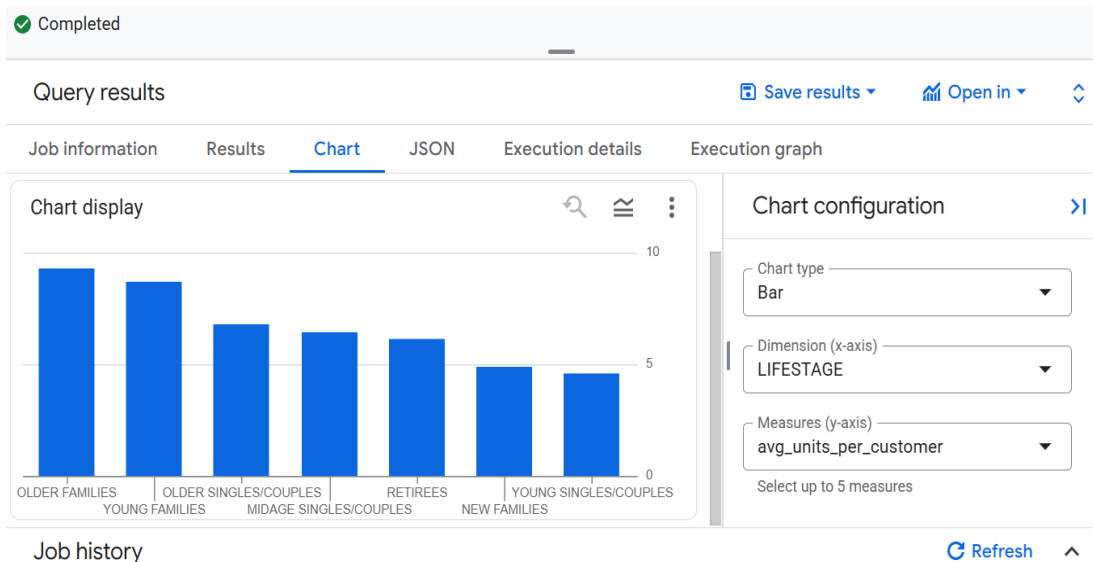 Completed
Query results
Save results
Open in
Job information
Results
Chart
JSON
Execution details
Execution graph
Chart display
10
5
0
OLDER FAMILIES
YOUNG FAMILIES
OLDER SINGLES/COUPLES
MIDAGE SINGLES/COUPLES
RETIREES
NEW FAMILIES
YOUNG SINGLES/COUPLES
Chart configuration
Chart type
Bar
Dimension (x-axis)
LIFESTAGE
Measures (y-axis)
avg_units_per_customer
Select up to 5 measures
Job history
Refresh